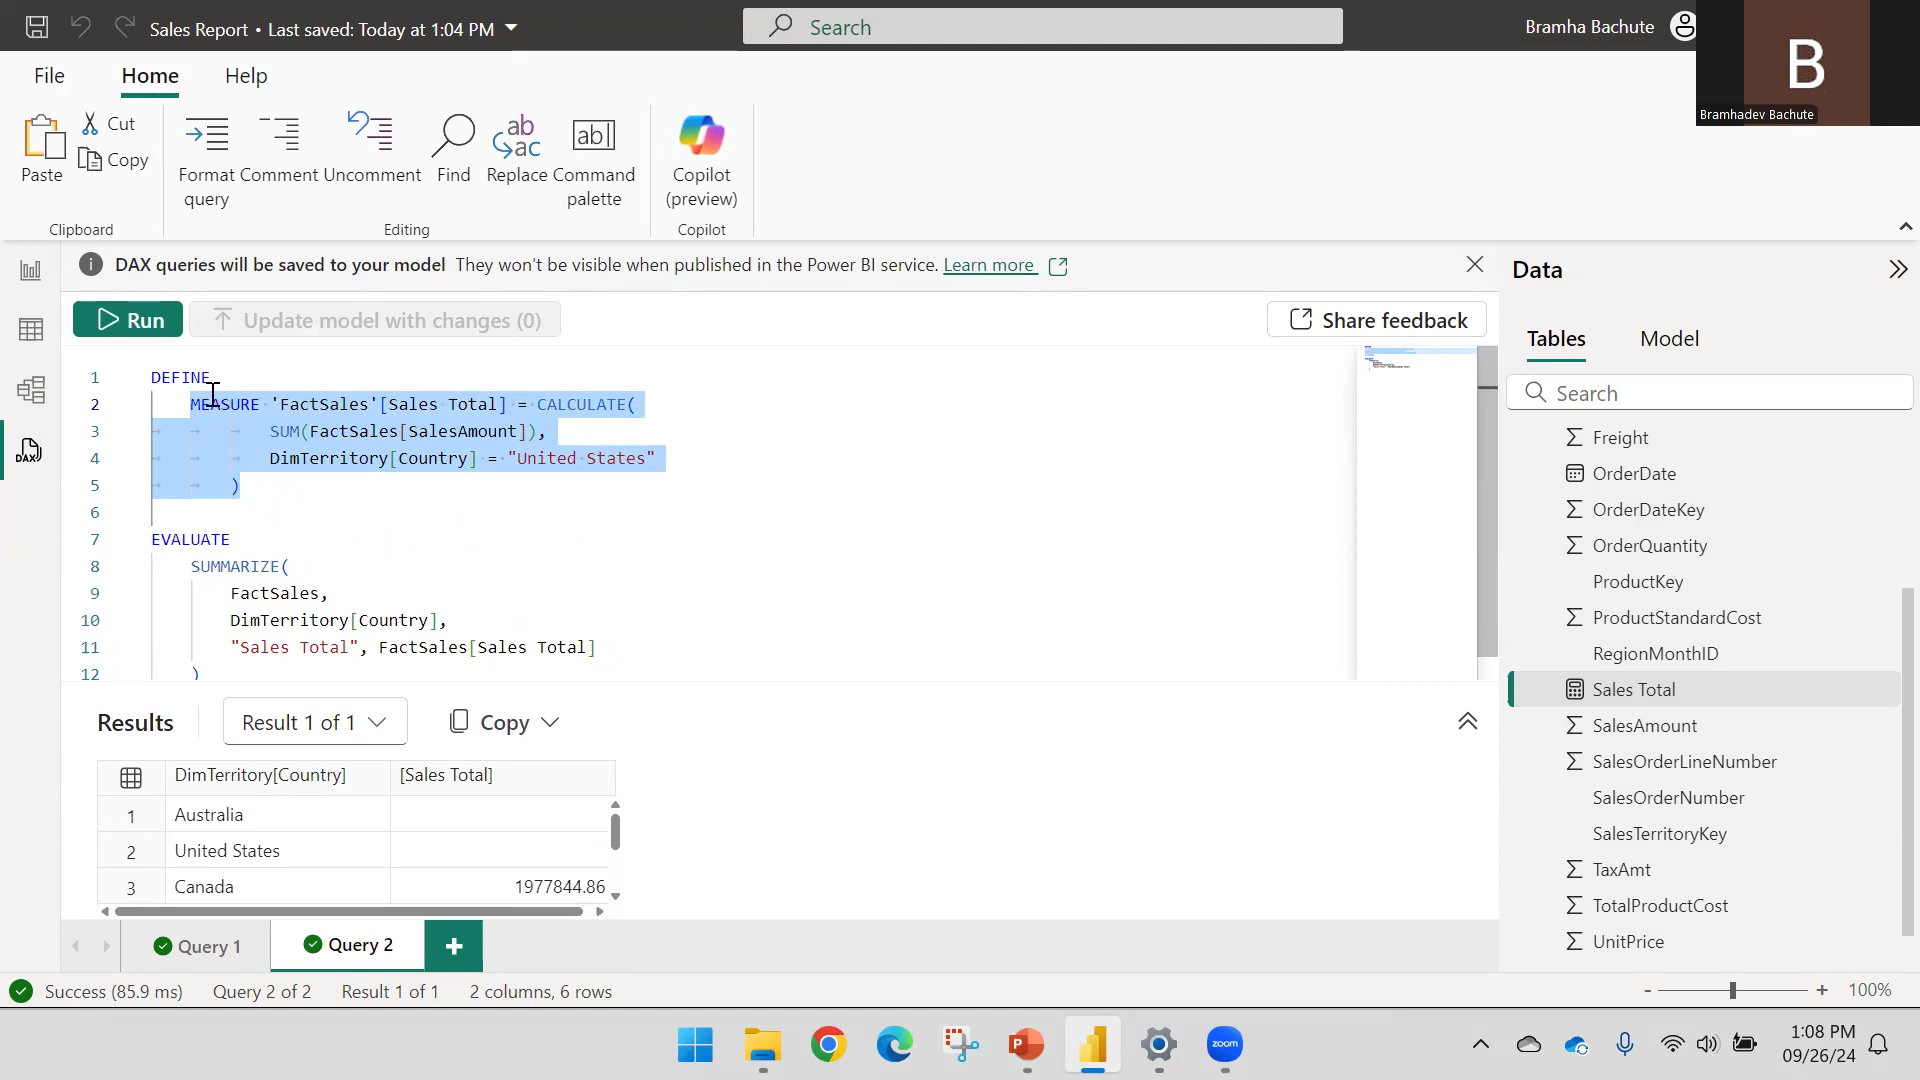 Sales Report • Last saved: Today at 1:04 PM
Search
Bramha Bachute
B
Bramhadev Bachute
File
Home
Help
Paste
Cut
Copy
Clipboard
Format query
Comment
Uncomment
Find
Replace
Command palette
Editing
Copilot (preview)
Copilot
DAX queries will be saved to your model They won't be visible when published in the Power BI service. Learn more
Run
Update model with changes (0)
Share feedback
1 DEFINE
2 MEASURE 'FactSales'[Sales Total] = CALCULATE(
3 SUM(FactSales[SalesAmount]),
4 DimTerritory[Country] = "United States"
5 )
6
7 EVALUATE
8 SUMMARIZE(
9 FactSales,
10 DimTerritory[Country],
11 "Sales Total", FactSales[Sales Total]
12 )
Results
Result 1 of 1
Copy
DimTerritory[Country] [Sales Total]
1 Australia
2 United States
3 Canada 1977844.86
Query 1
Query 2
Success (85.9 ms) Query 2 of 2 Result 1 of 1 2 columns, 6 rows
100%
DAX
Data
Tables
Model
Search
Freight
OrderDate
OrderDateKey
OrderQuantity
ProductKey
ProductStandardCost
RegionMonthID
Sales Total
SalesAmount
SalesOrderLineNumber
SalesOrderNumber
SalesTerritoryKey
TaxAmt
TotalProductCost
UnitPrice
zoom
1:08 PM
09/26/24